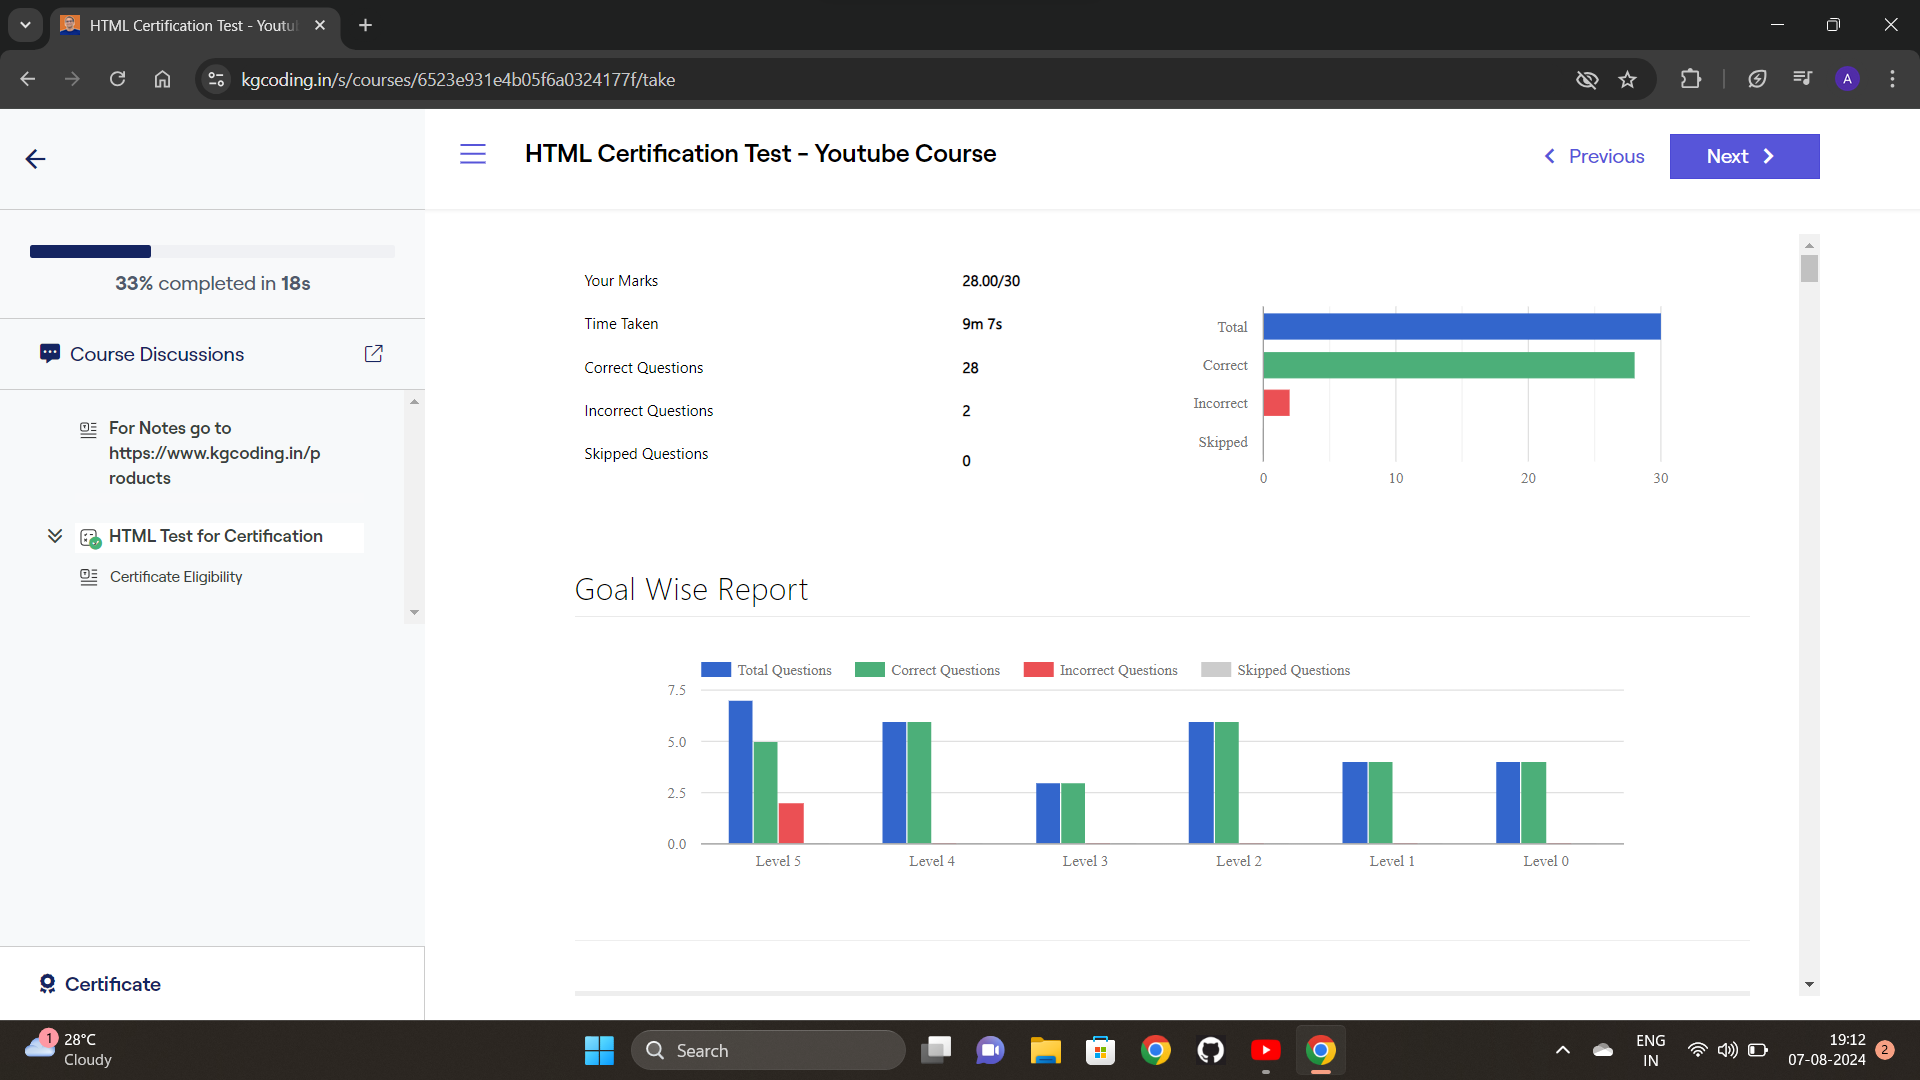 HTML Certification Test - Youtu
kgcoding.in/s/courses/6523e931e4b05f6a0324177f/take
A
HTML Certification Test - Youtube Course
Previous
Next
33% completed in 18s
Course Discussions
For Notes go to
https://www.kgcoding.in/p
roducts
HTML Test for Certification
Certificate Eligibility
Certificate
Your Marks 28.00/30
Time Taken 9m 7s
Correct Questions 28
Incorrect Questions 2
Skipped Questions 0
Total
Correct
Incorrect
Skipped
0 10 20 30
Goal Wise Report
Total Questions Correct Questions Incorrect Questions Skipped Questions
7.5
5.0
2.5
0.0
Level 5 Level 4 Level 3 Level 2 Level 1 Level 0
1
28°C
Cloudy
Search
ENG
IN
19:12
07-08-2024
2